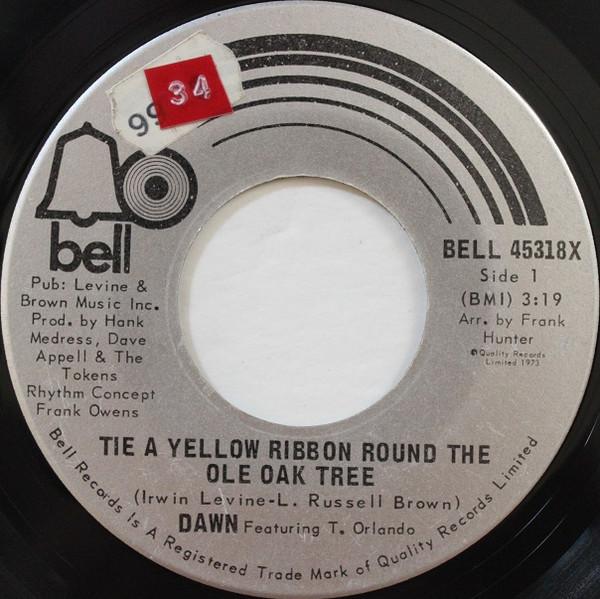 34
99
bell
Pub: Levine &
Brown Music Inc.
Prod. by Hank
Medress, Dave
Appell & The
Tokens
Rhythm Concept
Frank Owens
BELL 45318X
Side 1
(BMI) 3:19
Arr. by Frank
Hunter
℗Quality Records
Limited 1973
TIE A YELLOW RIBBON ROUND THE
OLE OAK TREE
(Irwin Levine-L. Russell Brown)
DAWN Featuring T. Orlando
Bell Records Is A Registered Trade Mark of Quality Records Limited